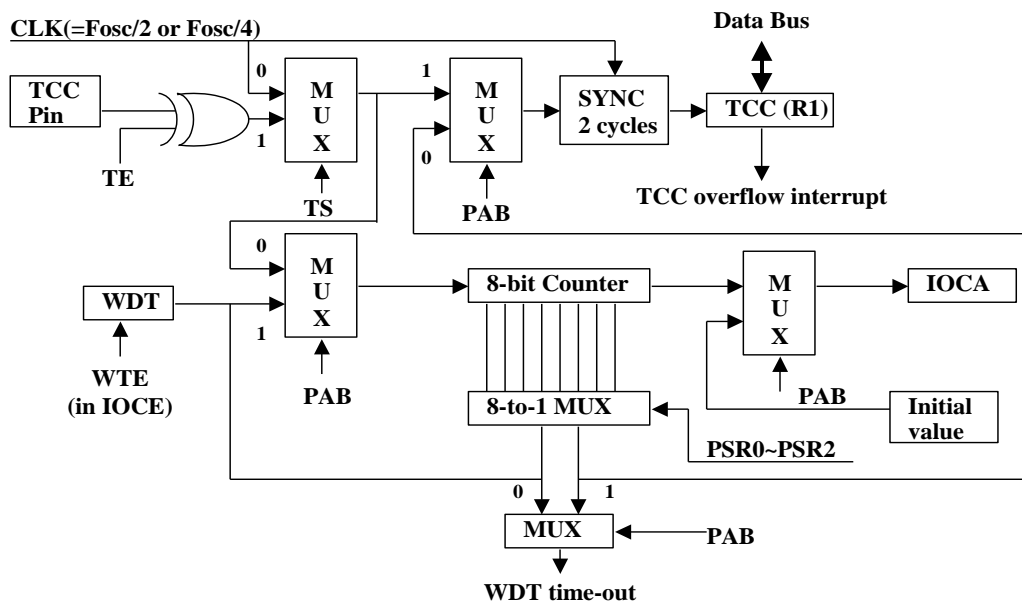 Data Bus
CLK(=Fosc/2 or Fosc/4)
TCC
Pin
0
1
M
U
X
1
0
M
U
X
SYNC
2 cycles
TCC (R1)
TE
TS
PAB
TCC overflow interrupt
0
1
M
U
X
WDT
8-bit Counter
M
U
X
IOCA
WTE
(in IOCE)
PAB
8-to-1 MUX
PAB
Initial
value
PSR0~PSR2
0
1
MUX
PAB
WDT time-out